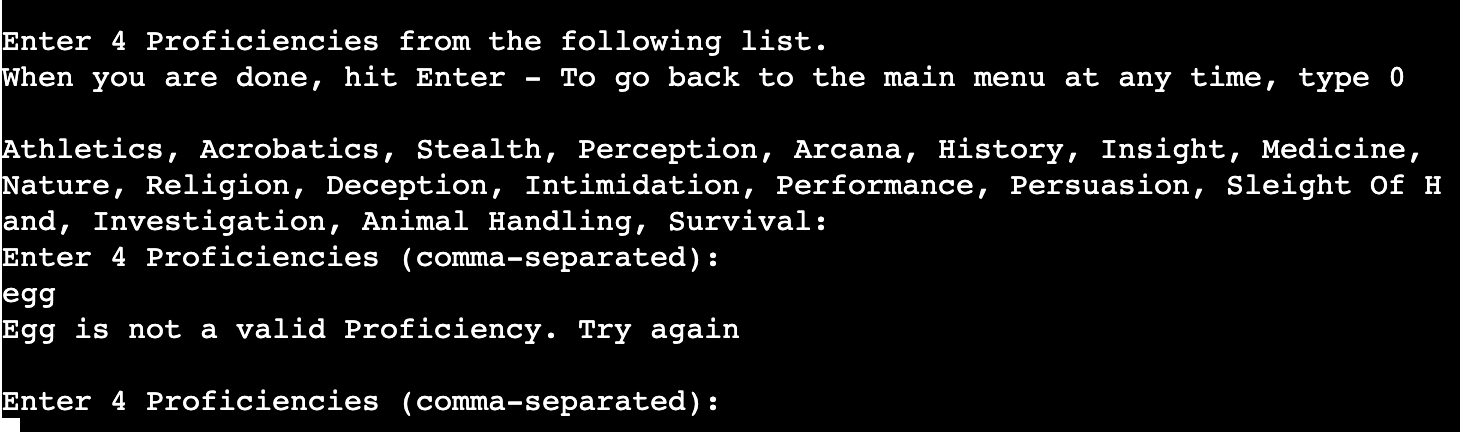 Enter 4 Proficiencies from the following list.
When you are done, hit Enter - To go back to the main menu at any time, type 0
Athletics, Acrobatics, Stealth, Perception, Arcana, History, Insight, Medicine,
Nature, Religion, Deception, Intimidation, Performance, Persuasion, Sleight Of H
and, Investigation, Animal Handling, Survival:
Enter 4 Proficiencies (comma-separated):
egg
Egg is not a valid Proficiency. Try again
Enter 4 Proficiencies (comma-separated):